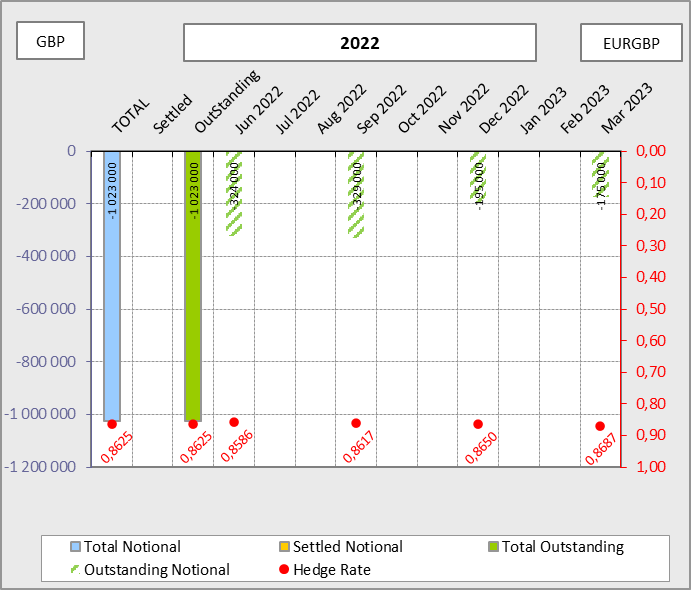 GBP
2022
EURGBP
TOTAL
Settled
OutStanding
Jun 2022
Jul 2022
Aug 2022
Sep 2022
Oct 2022
Nov 2022
Dec 2022
Jan 2023
Feb 2023
Mar 2023
0
-200 000
-400 000
-600 000
-800 000
-1 000 000
-1 200 000
-1 023 000
-1 023 000
-324 000
-329 000
-195 000
-175 000
0,8625
0,8625
0,8586
0,8617
0,8650
0,8687
0,00
0,10
0,20
0,30
0,40
0,50
0,60
0,70
0,80
0,90
1,00
Total Notional
Settled Notional
Total Outstanding
Outstanding Notional
Hedge Rate